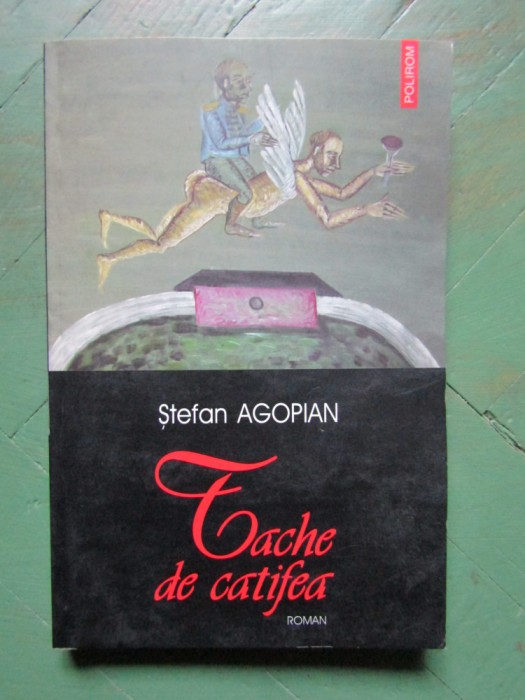 POLIROM
Ștefan AGOPIAN
Tache
de catifea
ROMAN